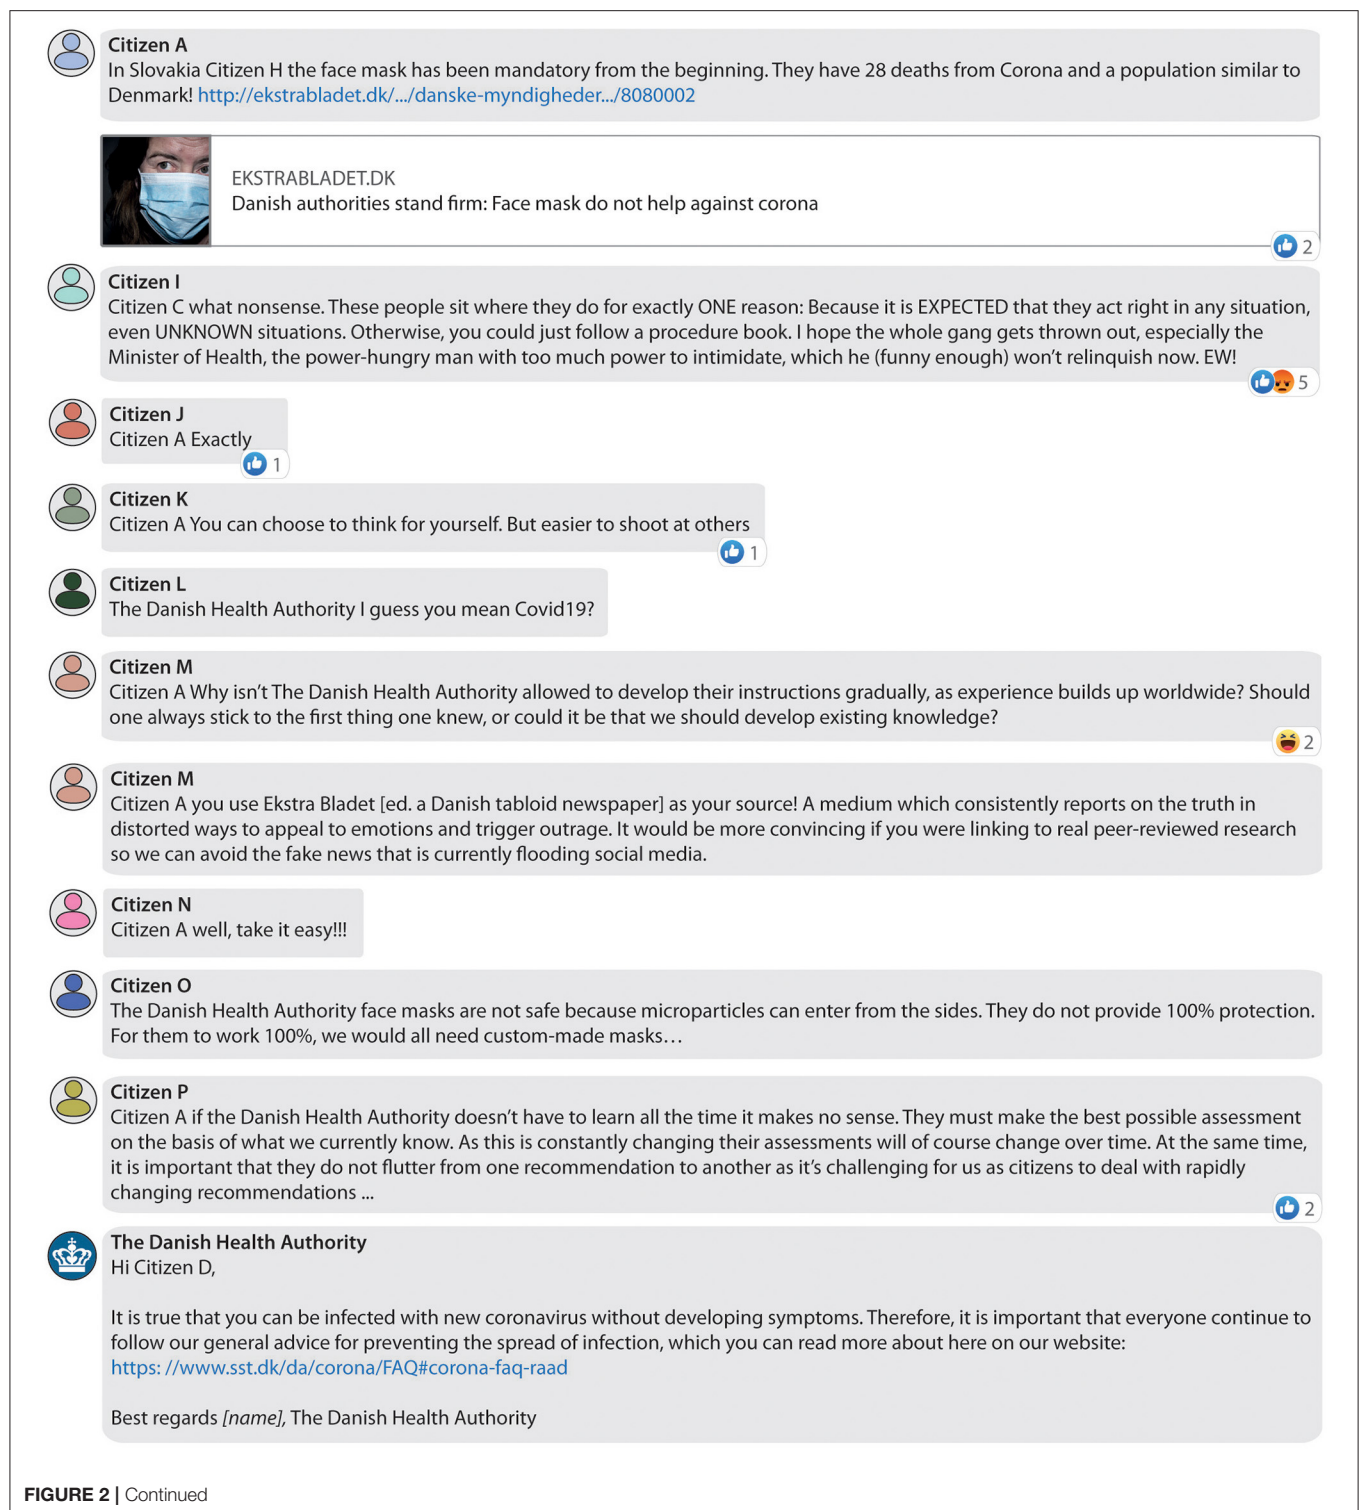 Citizen A
In Slovakia Citizen H the face mask has been mandatory from the beginning. They have 28 deaths from Corona and a population similar to
Denmark! http://ekstrabladet.dk/.../danske-myndigheder.../8080002
EKSTRABLADET.DK
Danish authorities stand firm: Face mask do not help against corona
2
Citizen I
Citizen C what nonsense. These people sit where they do for exactly ONE reason: Because it is EXPECTED that they act right in any situation,
even UNKNOWN situations. Otherwise, you could just follow a procedure book. I hope the whole gang gets thrown out, especially the
Minister of Health, the power-hungry man with too much power to intimidate, which he (funny enough) won't relinquish now. EW!
5
Citizen J
Citizen A Exactly
1
Citizen K
Citizen A You can choose to think for yourself. But easier to shoot at others
1
Citizen L
The Danish Health Authority I guess you mean Covid19?
Citizen M
Citizen A Why isn't The Danish Health Authority allowed to develop their instructions gradually, as experience builds up worldwide? Should
one always stick to the first thing one knew, or could it be that we should develop existing knowledge?
2
Citizen M
Citizen A you use Ekstra Bladet [ed. a Danish tabloid newspaper] as your source! A medium which consistently reports on the truth in
distorted ways to appeal to emotions and trigger outrage. It would be more convincing if you were linking to real peer-reviewed research
so we can avoid the fake news that is currently flooding social media.
Citizen N
Citizen A well, take it easy!!!
Citizen O
The Danish Health Authority face masks are not safe because microparticles can enter from the sides. They do not provide 100% protection.
For them to work 100%, we would all need custom-made masks…
Citizen P
Citizen A if the Danish Health Authority doesn't have to learn all the time it makes no sense. They must make the best possible assessment
on the basis of what we currently know. As this is constantly changing their assessments will of course change over time. At the same time,
it is important that they do not flutter from one recommendation to another as it's challenging for us as citizens to deal with rapidly
changing recommendations ...
2
The Danish Health Authority
Hi Citizen D,
It is true that you can be infected with new coronavirus without developing symptoms. Therefore, it is important that everyone continue to
follow our general advice for preventing the spread of infection, which you can read more about here on our website:
https: //www.sst.dk/da/corona/FAQ#corona-faq-raad
Best regards [name], The Danish Health Authority
FIGURE 2 | Continued